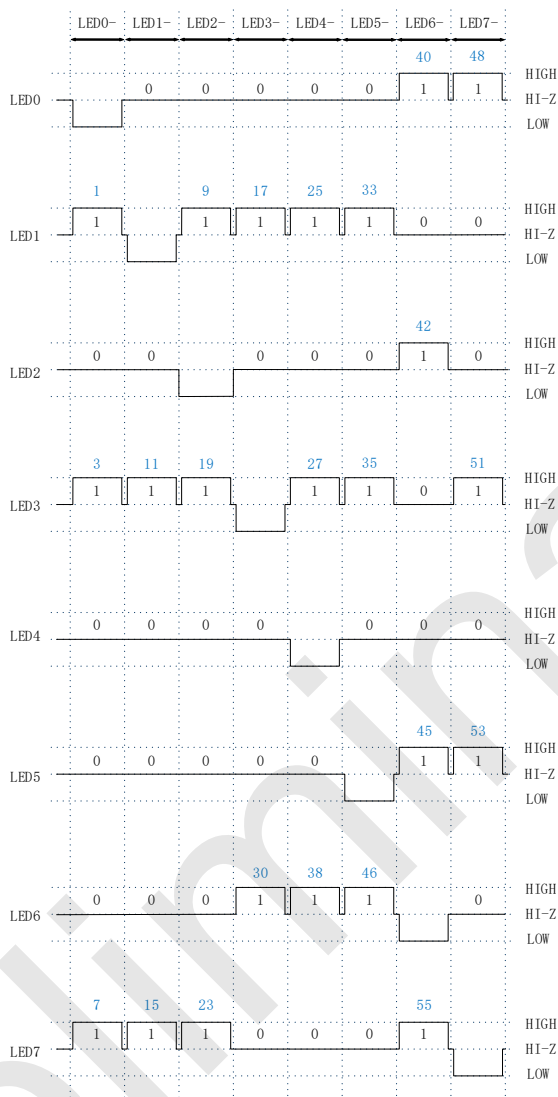 LED0- LED1- LED2- LED3- LED4- LED5- LED6- LED7-
40 48
HIGH
LED0 0 0 0 0 0 1 1 HI-Z
LOW
1 9 17 25 33
HIGH
LED1 1 1 1 1 1 0 0 HI-Z
LOW
42
HIGH
LED2 0 0 0 0 0 1 0 HI-Z
LOW
3 11 19 27 35 51
HIGH
LED3 1 1 1 1 1 0 1 HI-Z
LOW
HIGH
LED4 0 0 0 0 0 0 0 HI-Z
LOW
45 53
HIGH
LED5 0 0 0 0 0 1 1 HI-Z
LOW
30 38 46
HIGH
LED6 0 0 0 1 1 1 0 HI-Z
LOW
7 15 23 55
HIGH
LED7 1 1 1 0 0 0 1 HI-Z
LOW